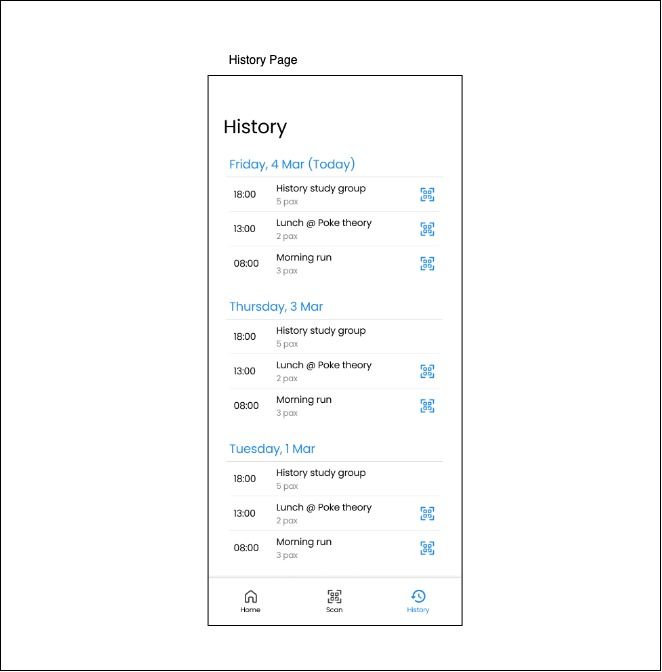 History Page
History
Friday, 4 Mar (Today)
18:00 History study group
5 pax
13:00 Lunch @ Poke theory
2 pax
08:00 Morning run
3 pax
Thursday, 3 Mar
18:00 History study group
5 pax
13:00 Lunch @ Poke theory
2 pax
08:00 Morning run
3 pax
Tuesday, 1 Mar
18:00 History study group
5 pax
13:00 Lunch @ Poke theory
2 pax
08:00 Morning run
3 pax
Home Scan History